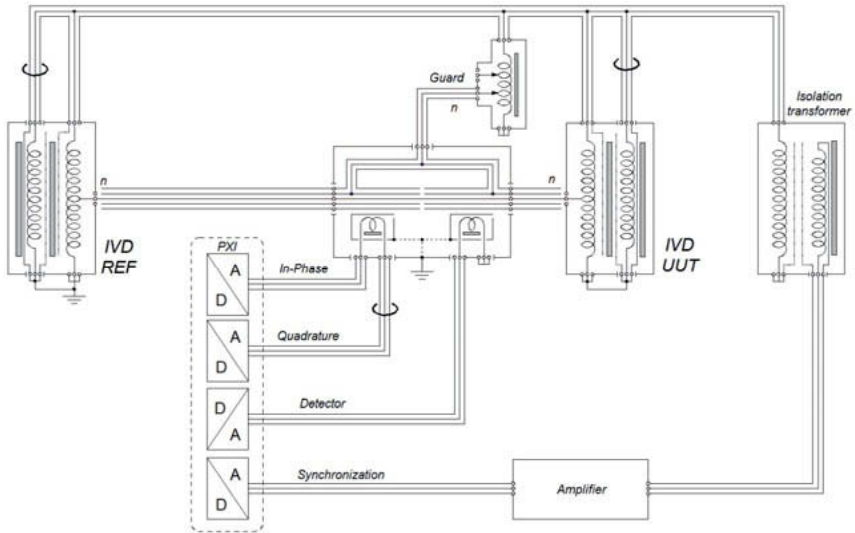 Guard
n
Isolation
transformer
n
n
IVD
REF
IVD
UUT
PXI
A
D
In-Phase
A
D
Quadrature
D
A
Detector
A
D
Synchronization
Amplifier